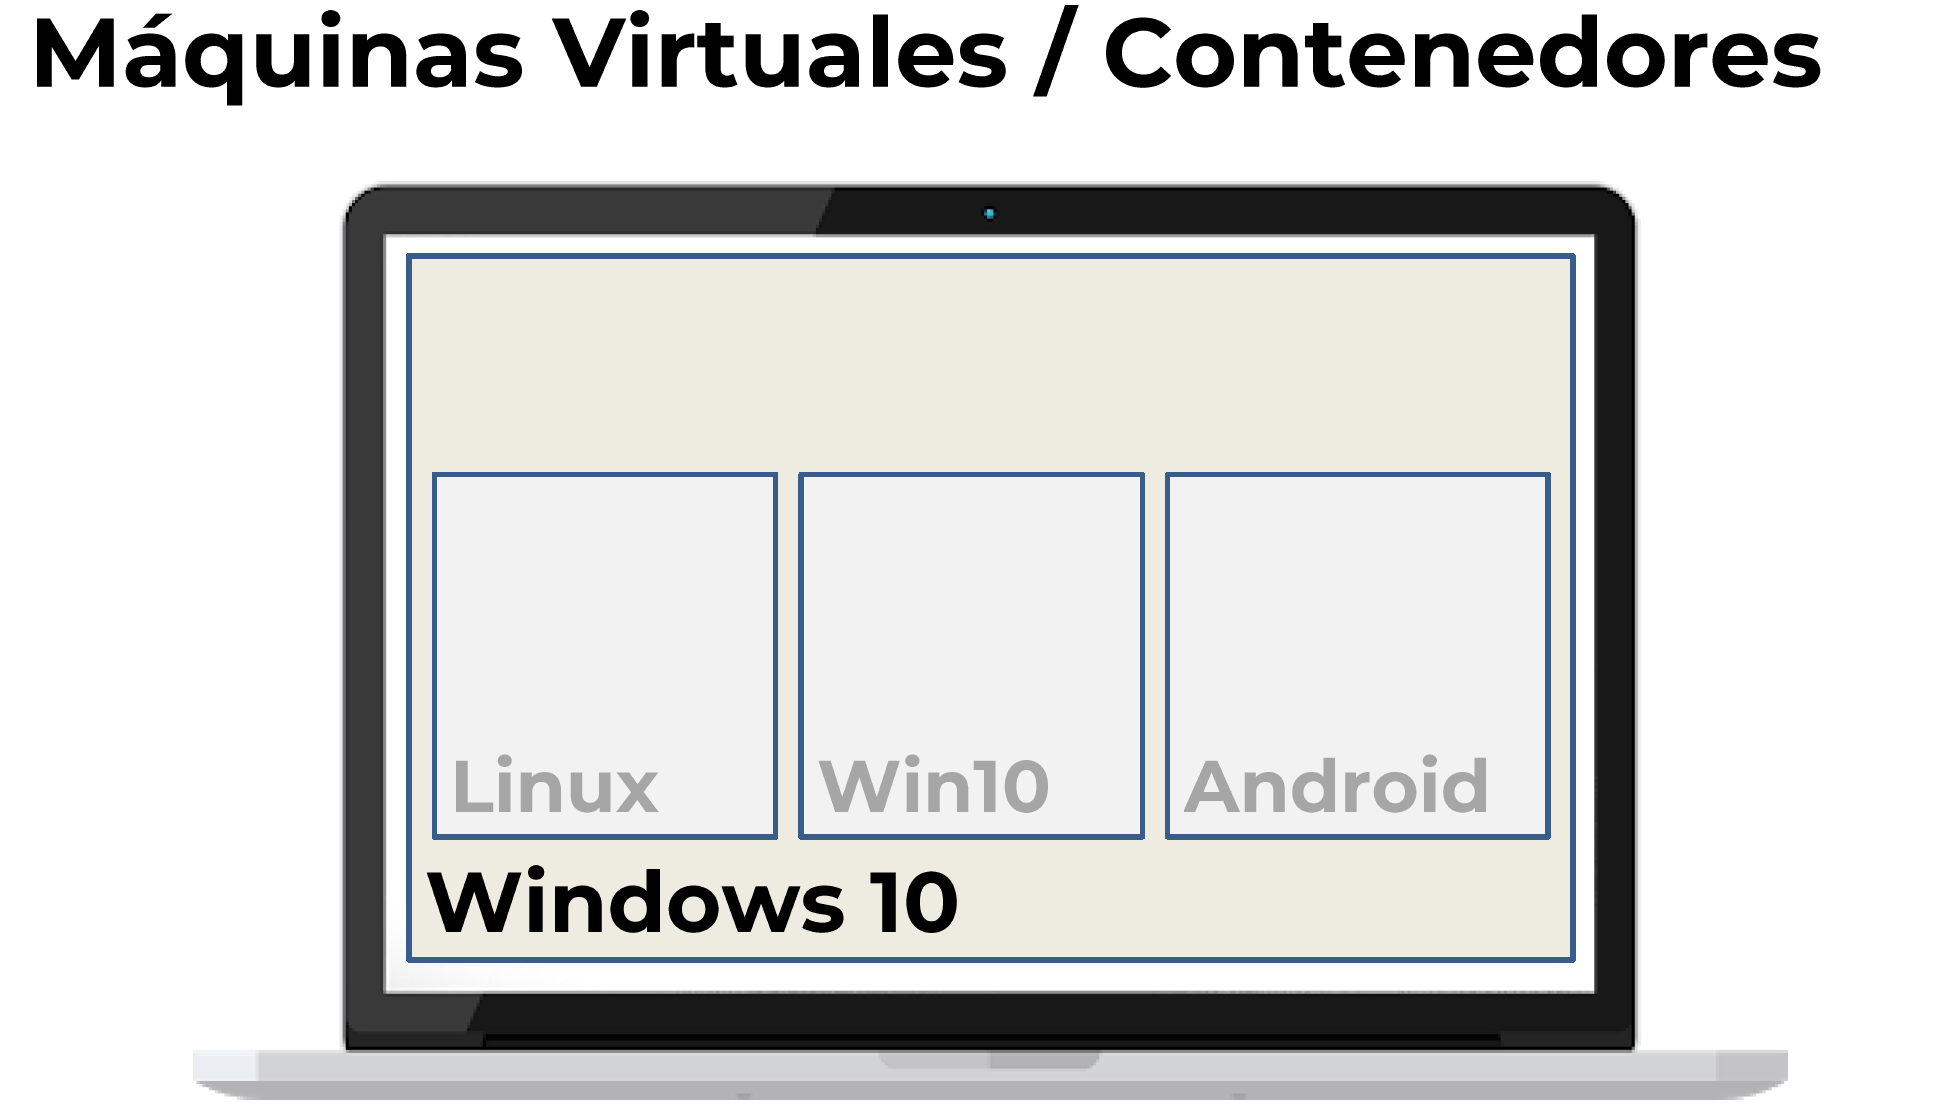 Máquinas Virtuales / Contenedores
Linux
Win10
Android
Windows 10